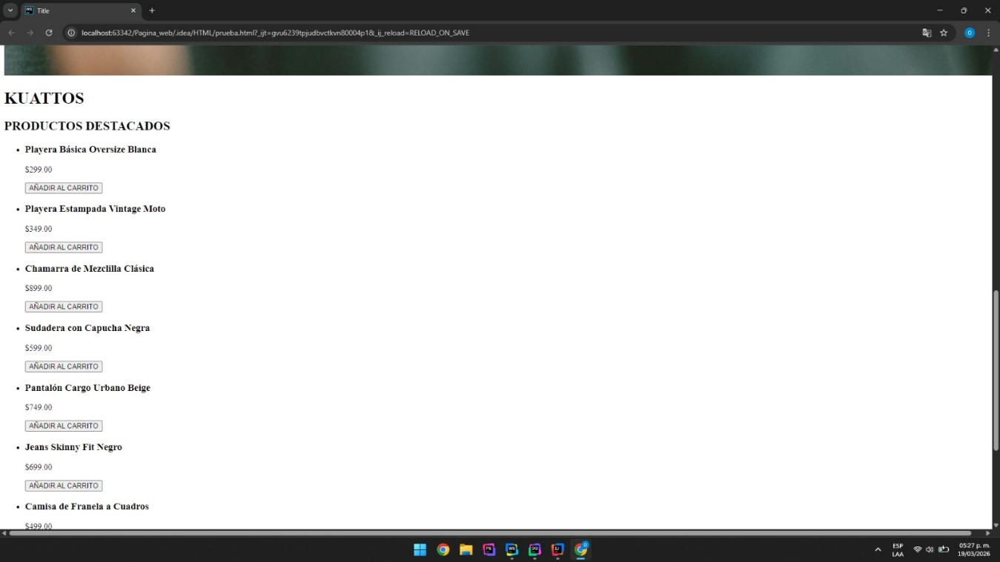 Title
localhost:63342/Pagina_web/.idea/HTML/prueba.html?_ijt=gvu6239tpjudbvctkvn80004p1&_ij_reload=RELOAD_ON_SAVE
KUATTOS
PRODUCTOS DESTACADOS
Playera Básica Oversize Blanca
$299.00
AÑADIR AL CARRITO
Playera Estampada Vintage Moto
$349.00
AÑADIR AL CARRITO
Chamarra de Mezclilla Clásica
$899.00
AÑADIR AL CARRITO
Sudadera con Capucha Negra
$599.00
AÑADIR AL CARRITO
Pantalón Cargo Urbano Beige
$749.00
AÑADIR AL CARRITO
Jeans Skinny Fit Negro
$699.00
AÑADIR AL CARRITO
Camisa de Franela a Cuadros
$499.00
ESP
LAA
05:27 p. m.
19/03/2026